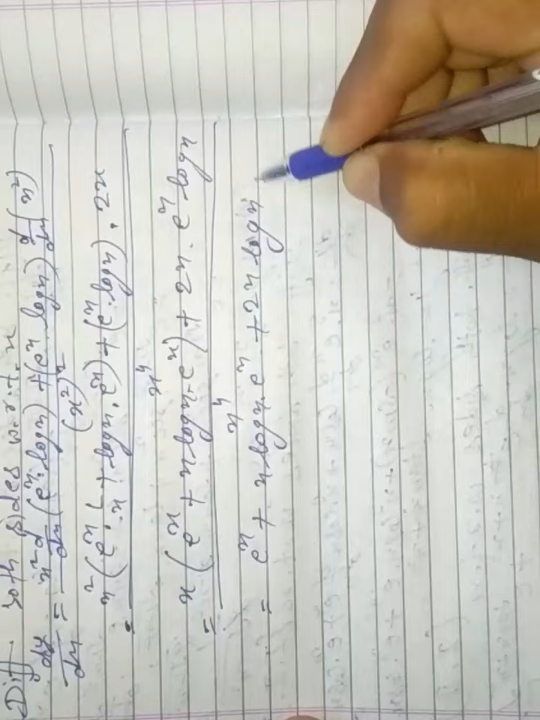 Diff. both sides w.r.t. x
dy/dx = x² d/dx (eˣ. logx) + (eˣ. logx) d/dx (x²) / (x²)²
= x² (eˣ. 1/x + logx. eˣ) + (eˣ. logx). 2x / x⁴
= x (eˣ + x logx. eˣ) + 2x. eˣ logx / x⁴
= eˣ + x logx. eˣ + 2x logx